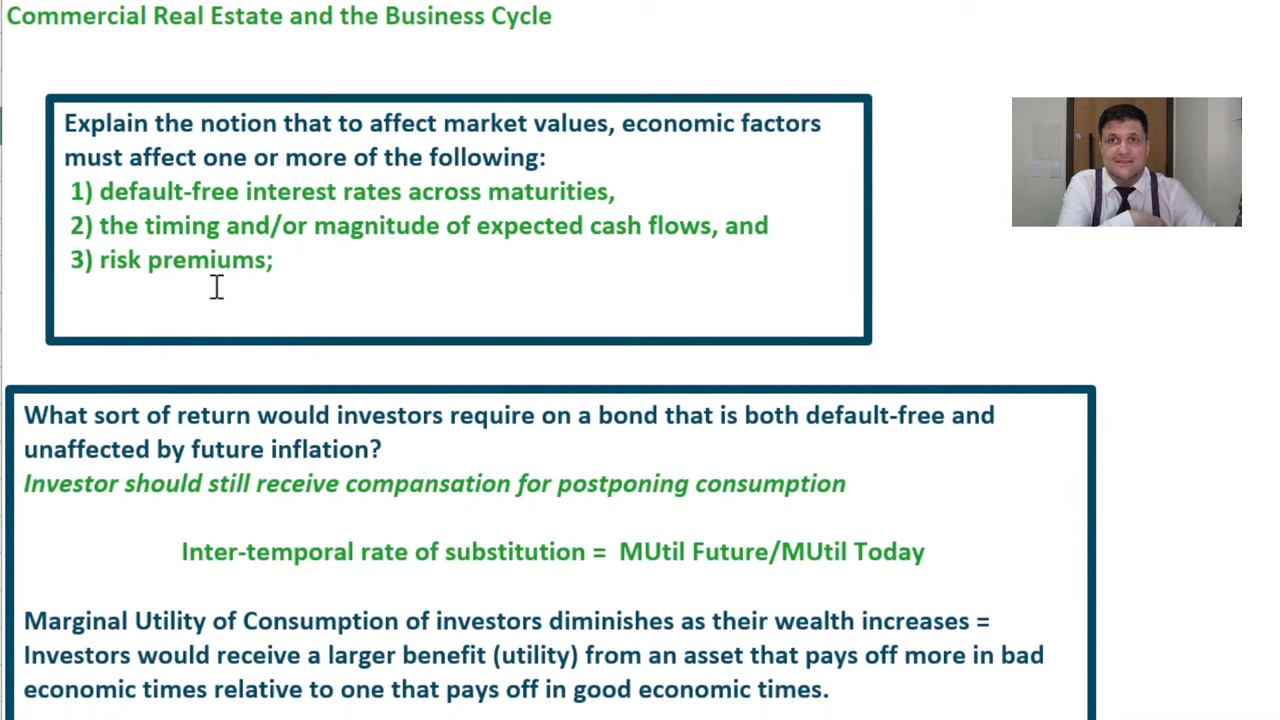 Commercial Real Estate and the Business Cycle
Explain the notion that to affect market values, economic factors
must affect one or more of the following:
1) default-free interest rates across maturities,
2) the timing and/or magnitude of expected cash flows, and
3) risk premiums;
What sort of return would investors require on a bond that is both default-free and
unaffected by future inflation?
Investor should still receive compansation for postponing consumption
Inter-temporal rate of substitution = MUtil Future/MUtil Today
Marginal Utility of Consumption of investors diminishes as their wealth increases =
Investors would receive a larger benefit (utility) from an asset that pays off more in bad
economic times relative to one that pays off in good economic times.